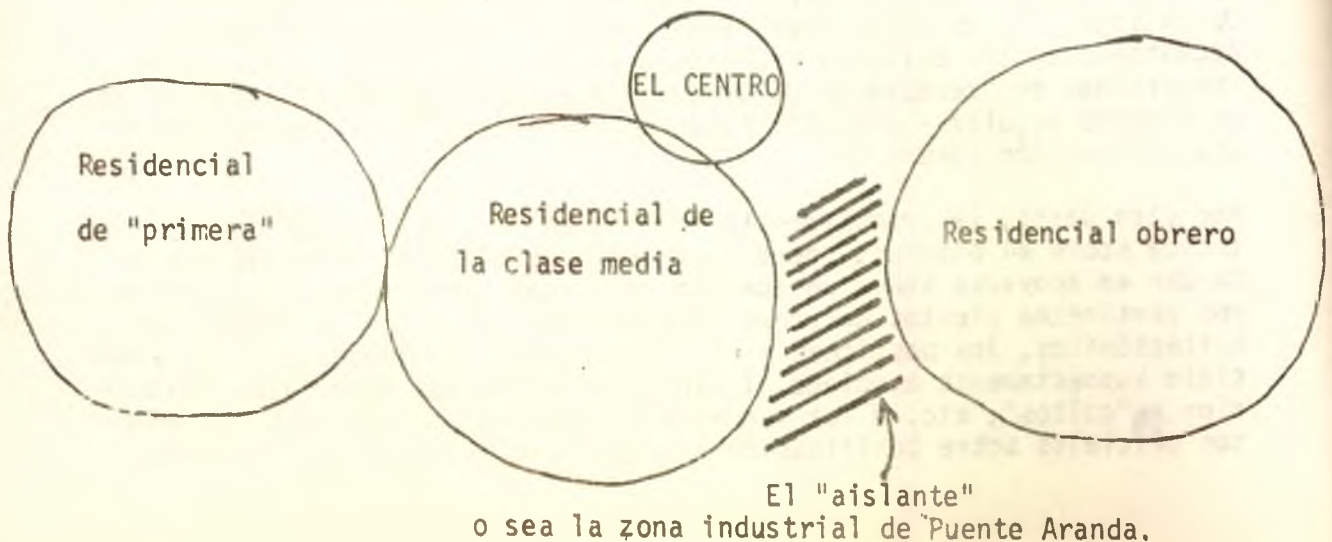 EL CENTRO
Residencial
de "primera"
Residencial de
la clase media
Residencial obrero
El "aislante"
o sea la zona industrial de Puente Aranda.